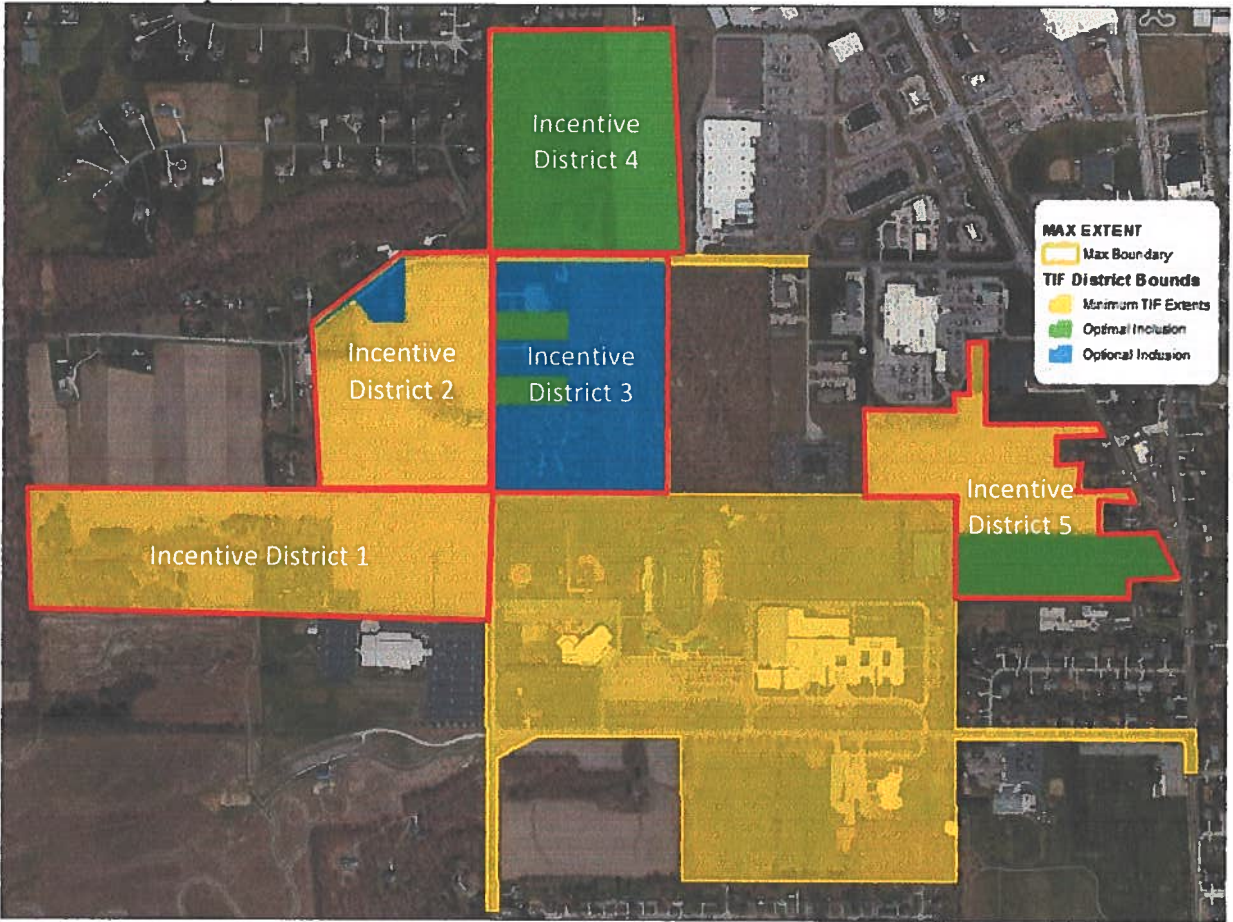 Incentive
District 4
MAX EXTENT
Max Boundary
TIF District Bounds
Minimum TIF Extents
Optimal Inclusion
Optional Inclusion
Incentive
District 2
Incentive
District 3
Incentive
District 5
Incentive District 1